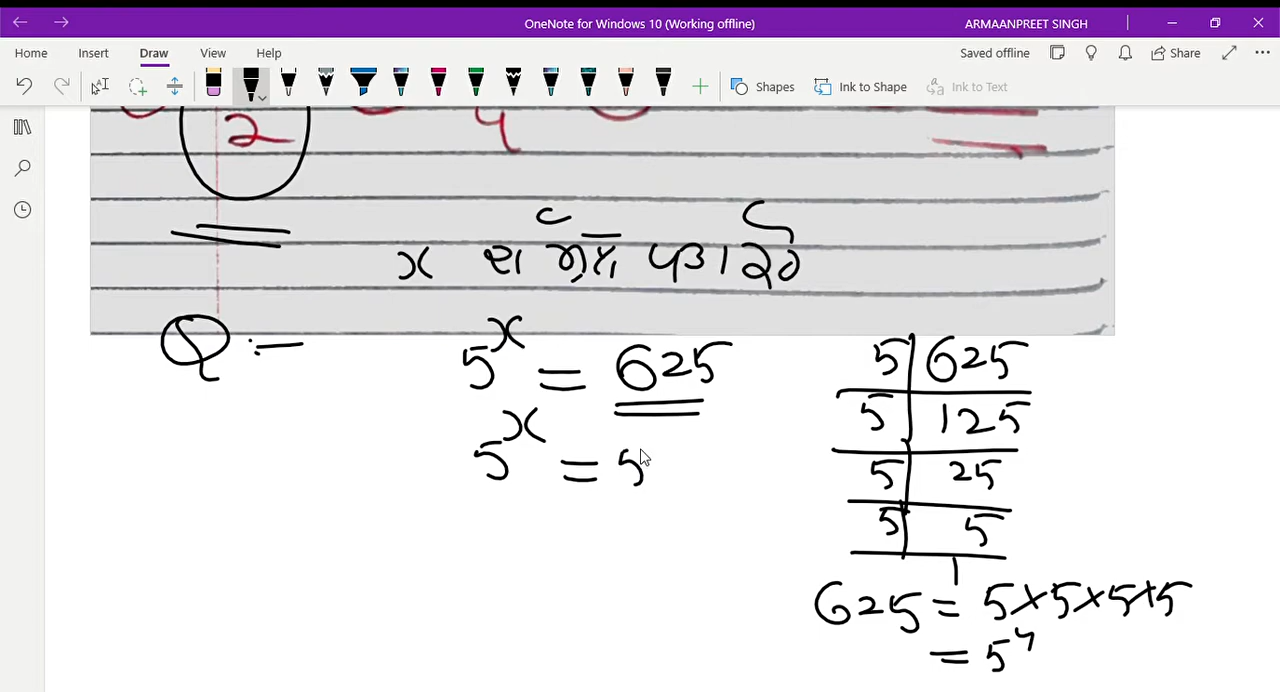 OneNote for Windows 10 (Working offline)
ARMAANPREET SINGH
Home Insert Draw View Help
Saved offline
Share
Shapes
Ink to Shape
Ink to Text
2 4
x
Q :-
5^x = 625
5^x = 5
5 | 625
5 | 125
5 | 25
5 | 5
1
625 = 5×5×5×5
= 5^4